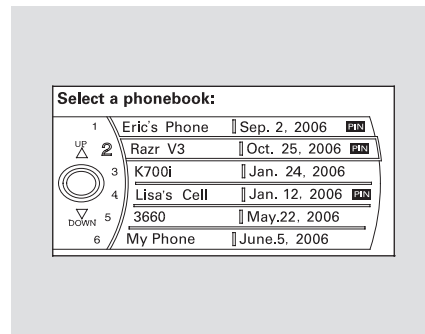 Select a phonebook:
1 Eric's Phone Sep. 2, 2006 PIN
UP 2 Razr V3 Oct. 25, 2006 PIN
3 K700i Jan. 24, 2006
4 Lisa's Cell Jan. 12, 2006 PIN
DOWN 5 3660 May.22, 2006
6 My Phone June.5, 2006